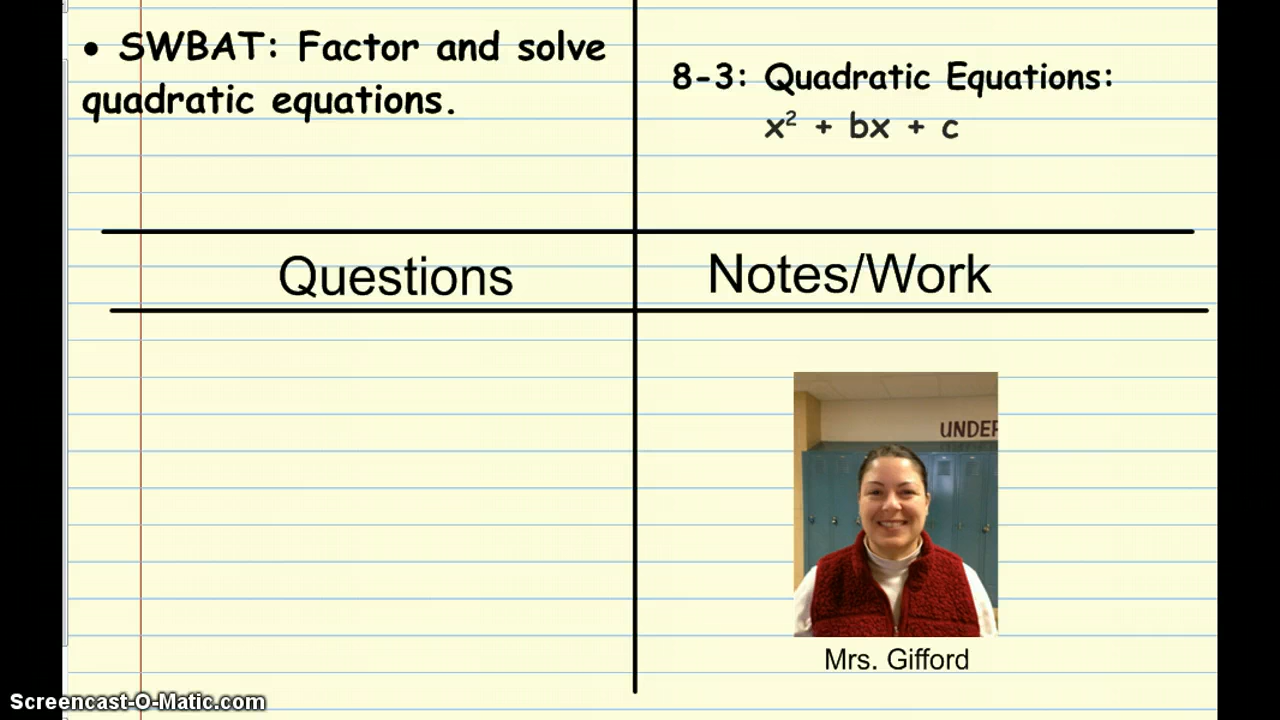 • SWBAT: Factor and solve
quadratic equations.
8-3: Quadratic Equations:
x² + bx + c
Questions
Notes/Work
UNDER
Mrs. Gifford
Screencast-O-Matic.com